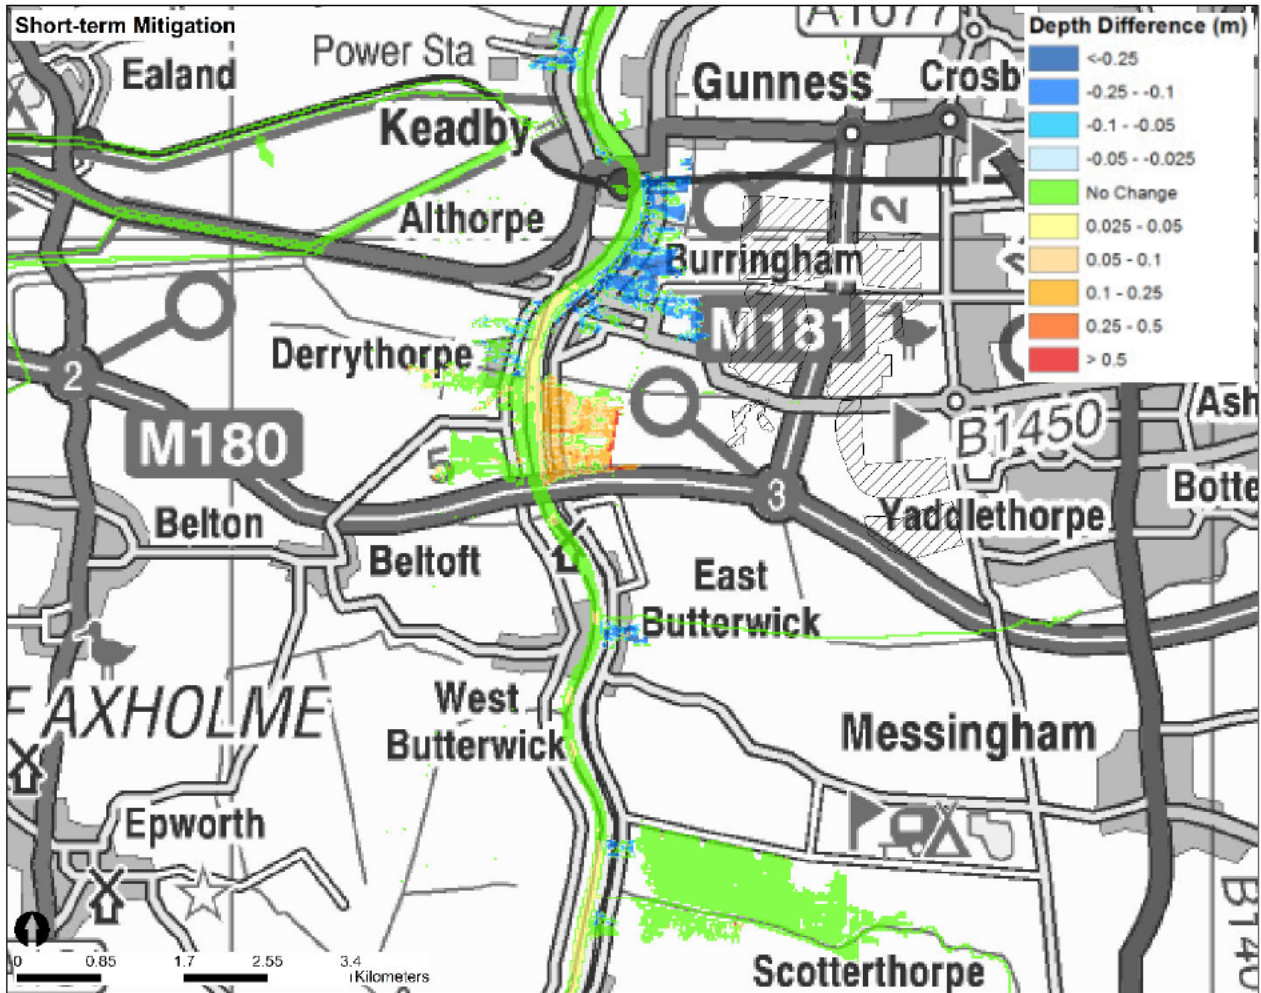 Short-term Mitigation
Power Sta
Ealand
Gunness
Keadby
Althorpe
2
Burringham
M181
Derrythorpe
2
M180
B1450
3
Belton
Yaddlethorpe
Beltoft
East
Butterwick
West
Butterwick
AXHOLME
Messingham
Epworth
Scotterthorpe
0 0.85 1.7 2.55 3.4
Kilometers
Depth Difference (m)
<-0.25
-0.25 - -0.1
-0.1 - -0.05
-0.05 - -0.025
No Change
0.025 - 0.05
0.05 - 0.1
0.1 - 0.25
0.25 - 0.5
> 0.5
A1077
Crosb
Ash
Botte
F
B140